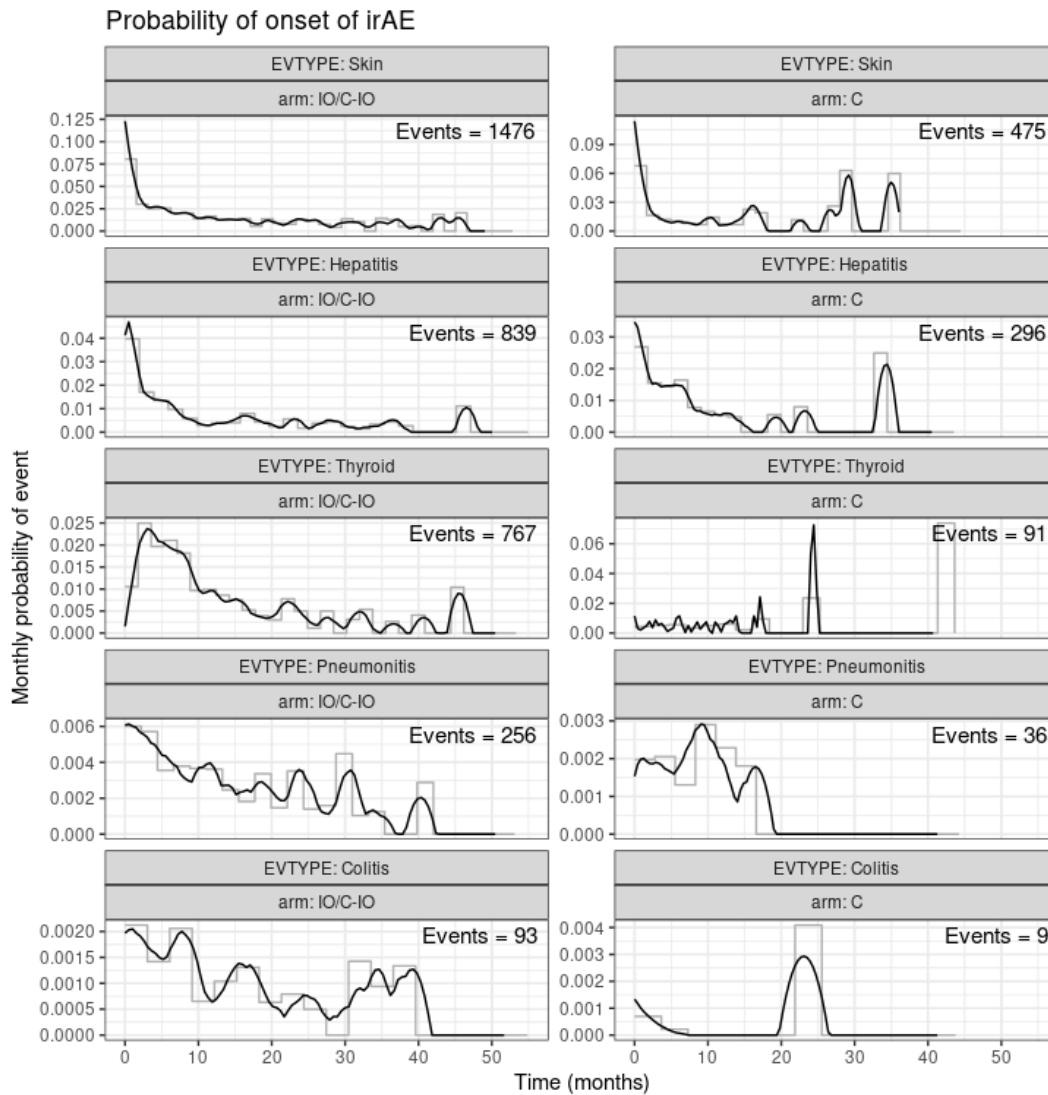 Probability of onset of irAE
EVTYPE: Skin
EVTYPE: Skin
arm: IO/C-IO
arm: C
0.125
0.100
0.075
0.050
0.025
0.000
Events = 1476
0.09
0.06
0.03
0.00
Events = 475
EVTYPE: Hepatitis
EVTYPE: Hepatitis
arm: IO/C-IO
arm: C
0.04
0.03
0.02
0.01
0.00
Events = 839
0.03
0.02
0.01
0.00
Events = 296
EVTYPE: Thyroid
EVTYPE: Thyroid
arm: IO/C-IO
arm: C
0.025
0.020
0.015
0.010
0.005
0.000
Events = 767
0.06
0.04
0.02
0.00
Events = 91
EVTYPE: Pneumonitis
EVTYPE: Pneumonitis
arm: IO/C-IO
arm: C
0.006
0.004
0.002
0.000
Events = 256
0.003
0.002
0.001
0.000
Events = 36
EVTYPE: Colitis
EVTYPE: Colitis
arm: IO/C-IO
arm: C
0.0020
0.0015
0.0010
0.0005
0.0000
Events = 93
0.004
0.003
0.002
0.001
0.000
Events = 9
0 10 20 30 40 50
0 10 20 30 40 50
Time (months)
Monthly probability of event